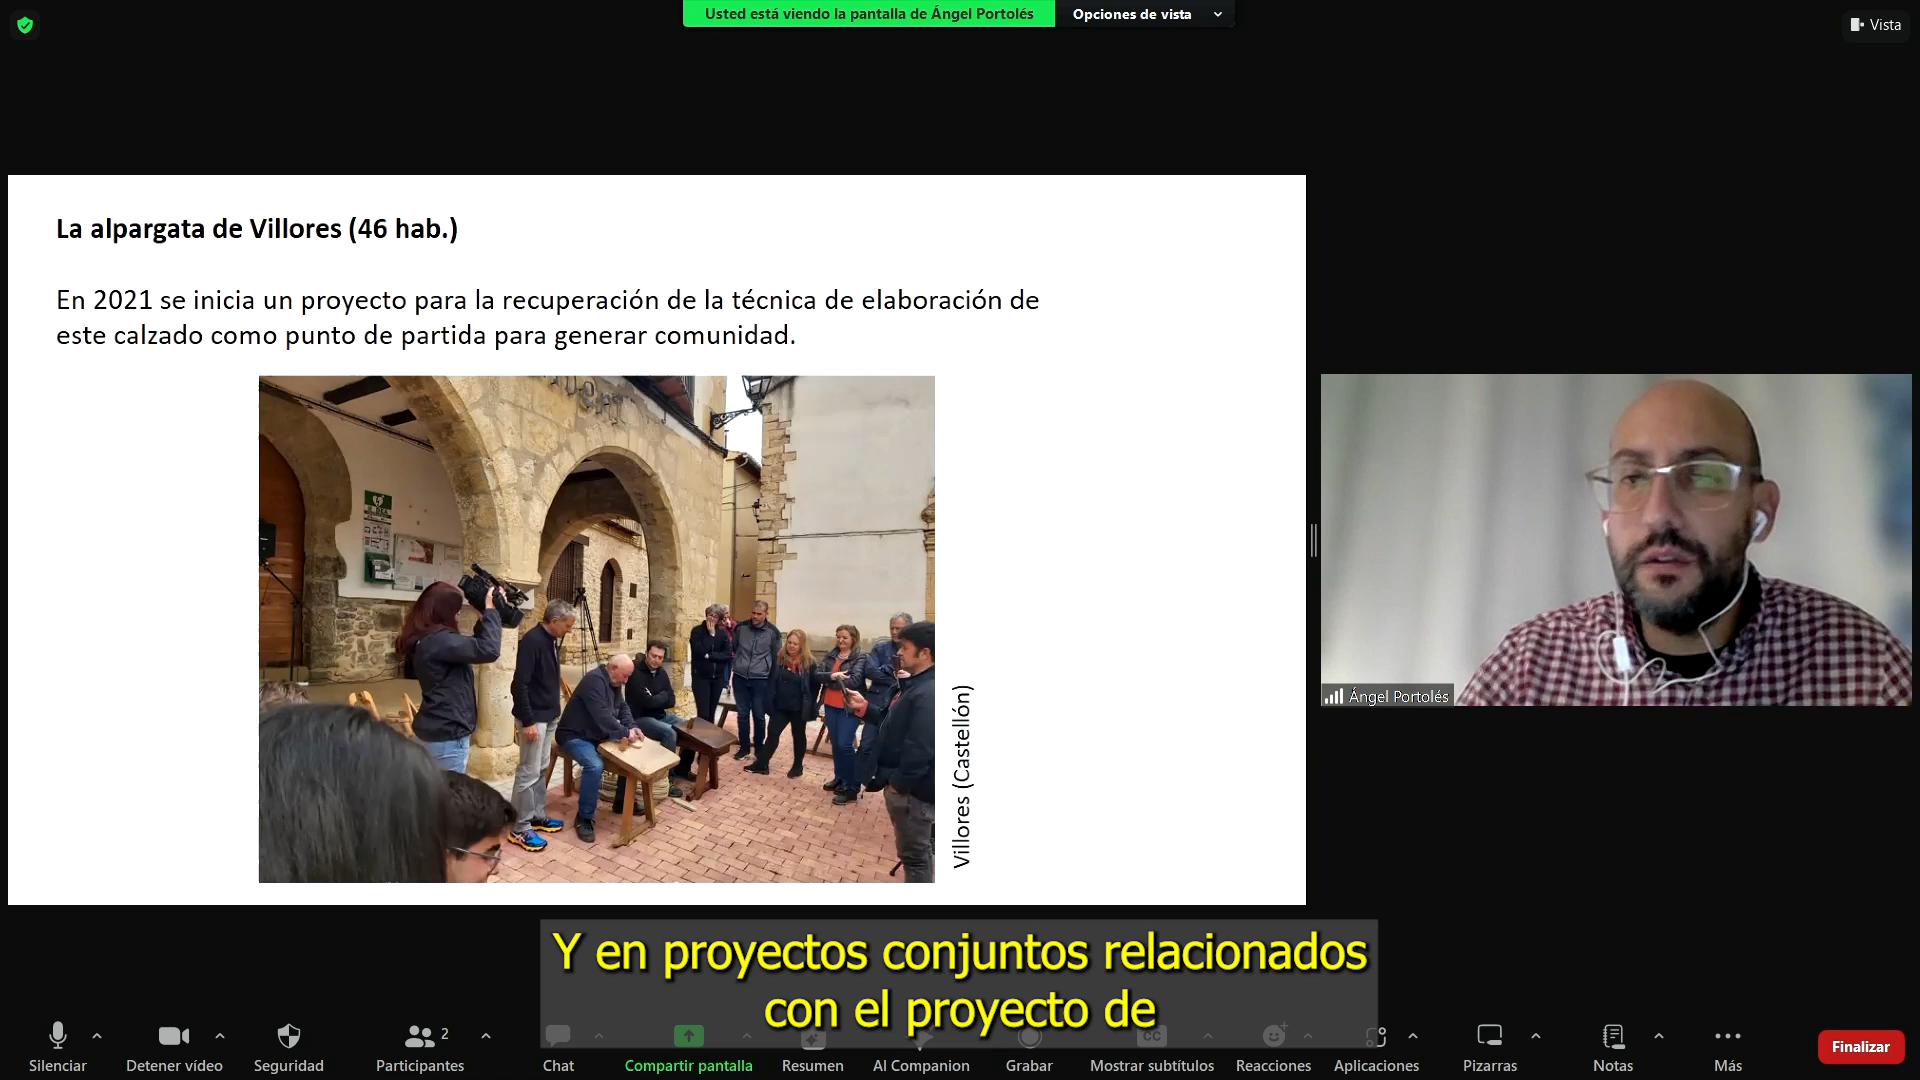 Usted está viendo la pantalla de Ángel Portolés
Opciones de vista
Vista
La alpargata de Villores (46 hab.)
En 2021 se inicia un proyecto para la recuperación de la técnica de elaboración de
este calzado como punto de partida para generar comunidad.
Villores (Castellón)
Ángel Portolés
Y en proyectos conjuntos relacionados
con el proyecto de
2
Silenciar
Detener vídeo
Seguridad
Participantes
Chat
Compartir pantalla
Resumen
AI Companion
Grabar
CC
Mostrar subtítulos
Reacciones
Aplicaciones
Pizarras
Notas
Más
Finalizar